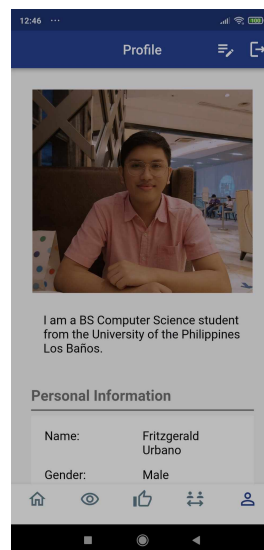 12:46 ...
100
Profile
I am a BS Computer Science student
from the University of the Philippines
Los Baños.
Personal Information
Name: Fritzgerald
Urbano
Gender: Male